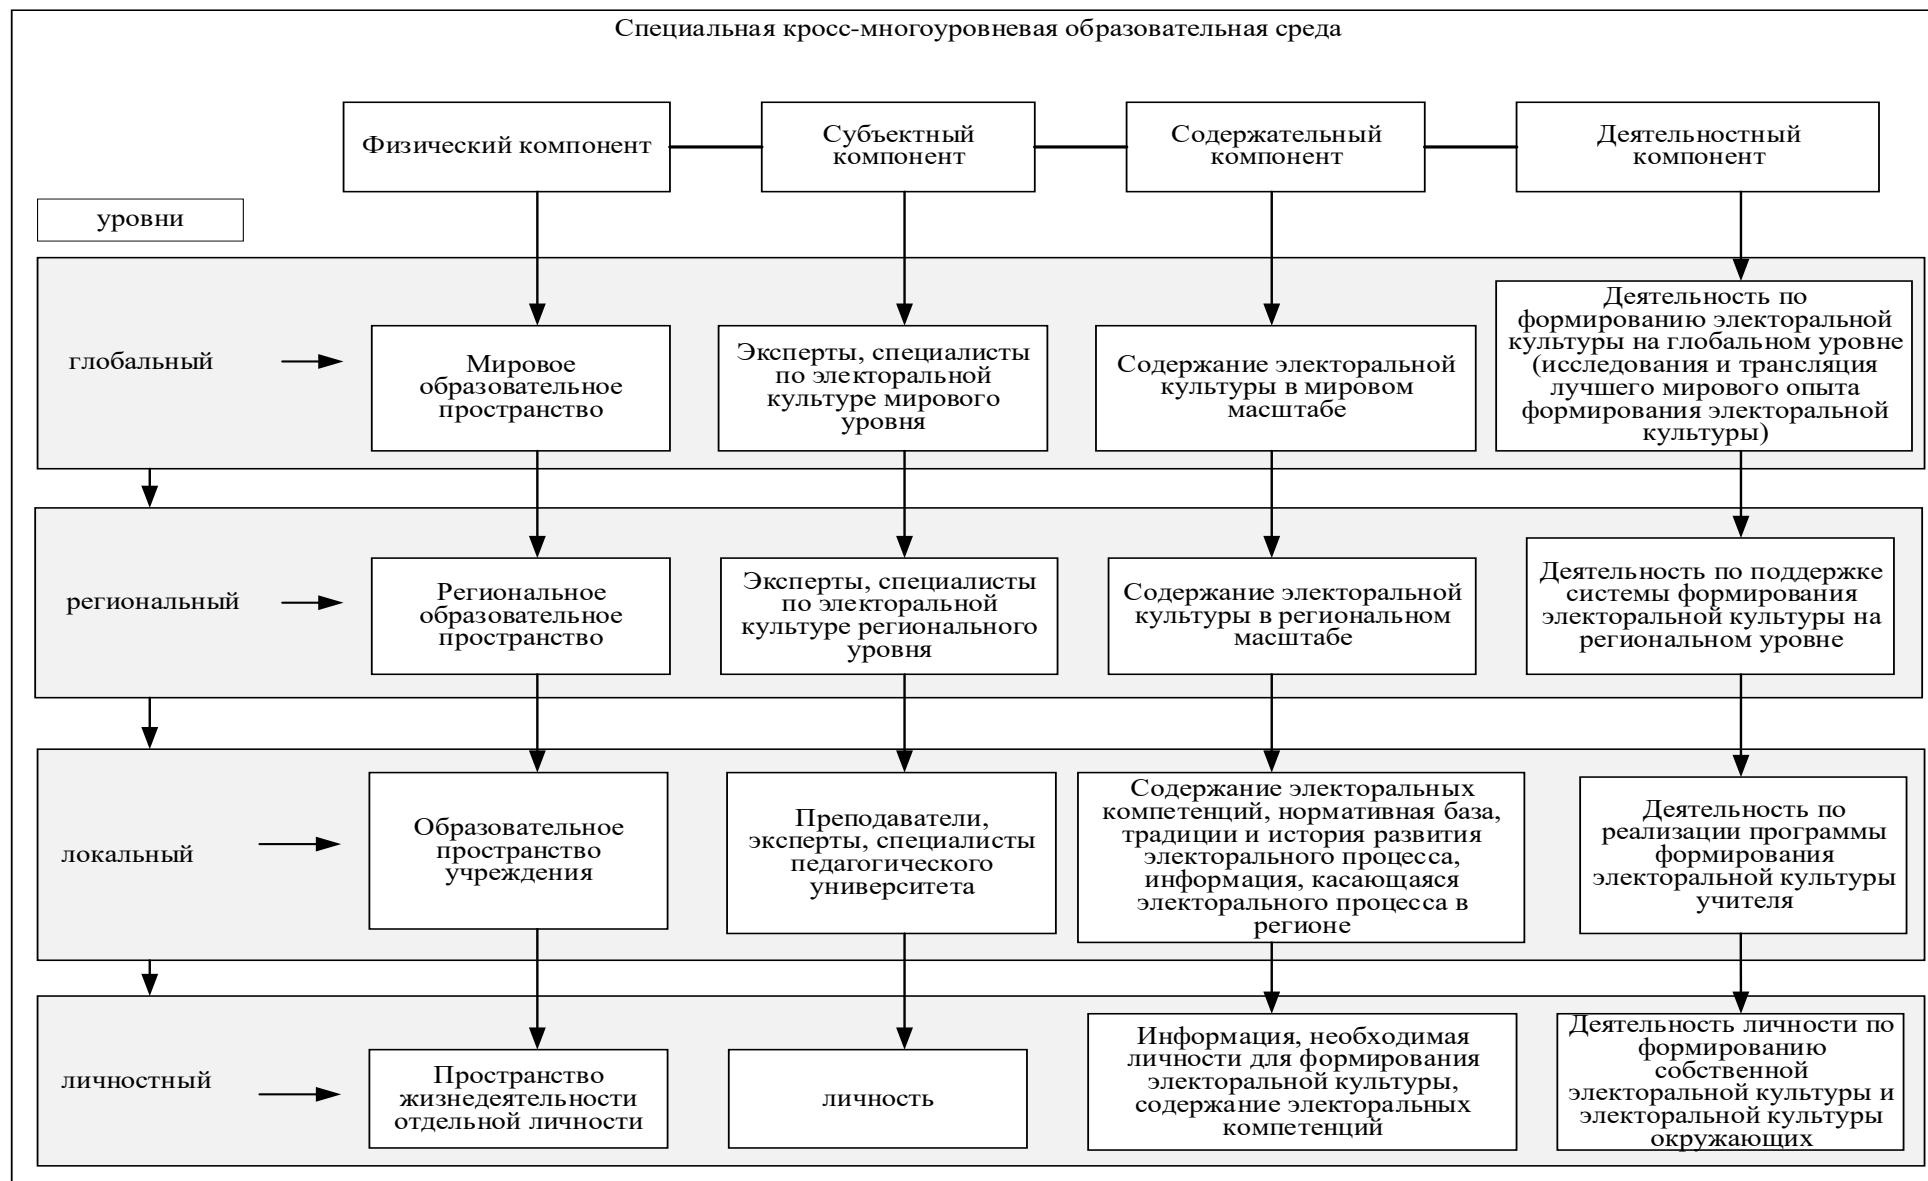 Специальная кросс-многоуровневая образовательная среда
Физический компонент
Субъектный
компонент
Содержательный
компонент
Деятельностный
компонент
уровни
глобальный
Мировое
образовательное
пространство
Эксперты, специалисты
по электоральной
культуре мирового
уровня
Содержание электоральной
культуры в мировом
масштабе
Деятельность по
формированию электоральной
культуры на глобальном уровне
(исследования и трансляция
лучшего мирового опыта
формирования электоральной
культуры)
региональный
Региональное
образовательное
пространство
Эксперты, специалисты
по электоральной
культуре регионального
уровня
Содержание электоральной
культуры в региональном
масштабе
Деятельность по поддержке
системы формирования
электоральной культуры на
региональном уровне
локальный
Образовательное
пространство
учреждения
Преподаватели,
эксперты, специалисты
педагогического
университета
Содержание электоральных
компетенций, нормативная база,
традиции и история развития
электорального процесса,
информация, касающаяся
электорального процесса в
регионе
Деятельность по
реализации программы
формирования
электоральной культуры
учителя
личностный
Пространство
жизнедеятельности
отдельной личности
личность
Информация, необходимая
личности для формирования
электоральной культуры,
содержание электоральных
компетенций
Деятельность личности по
формированию
собственной
электоральной культуры и
электоральной культуры
окружающих